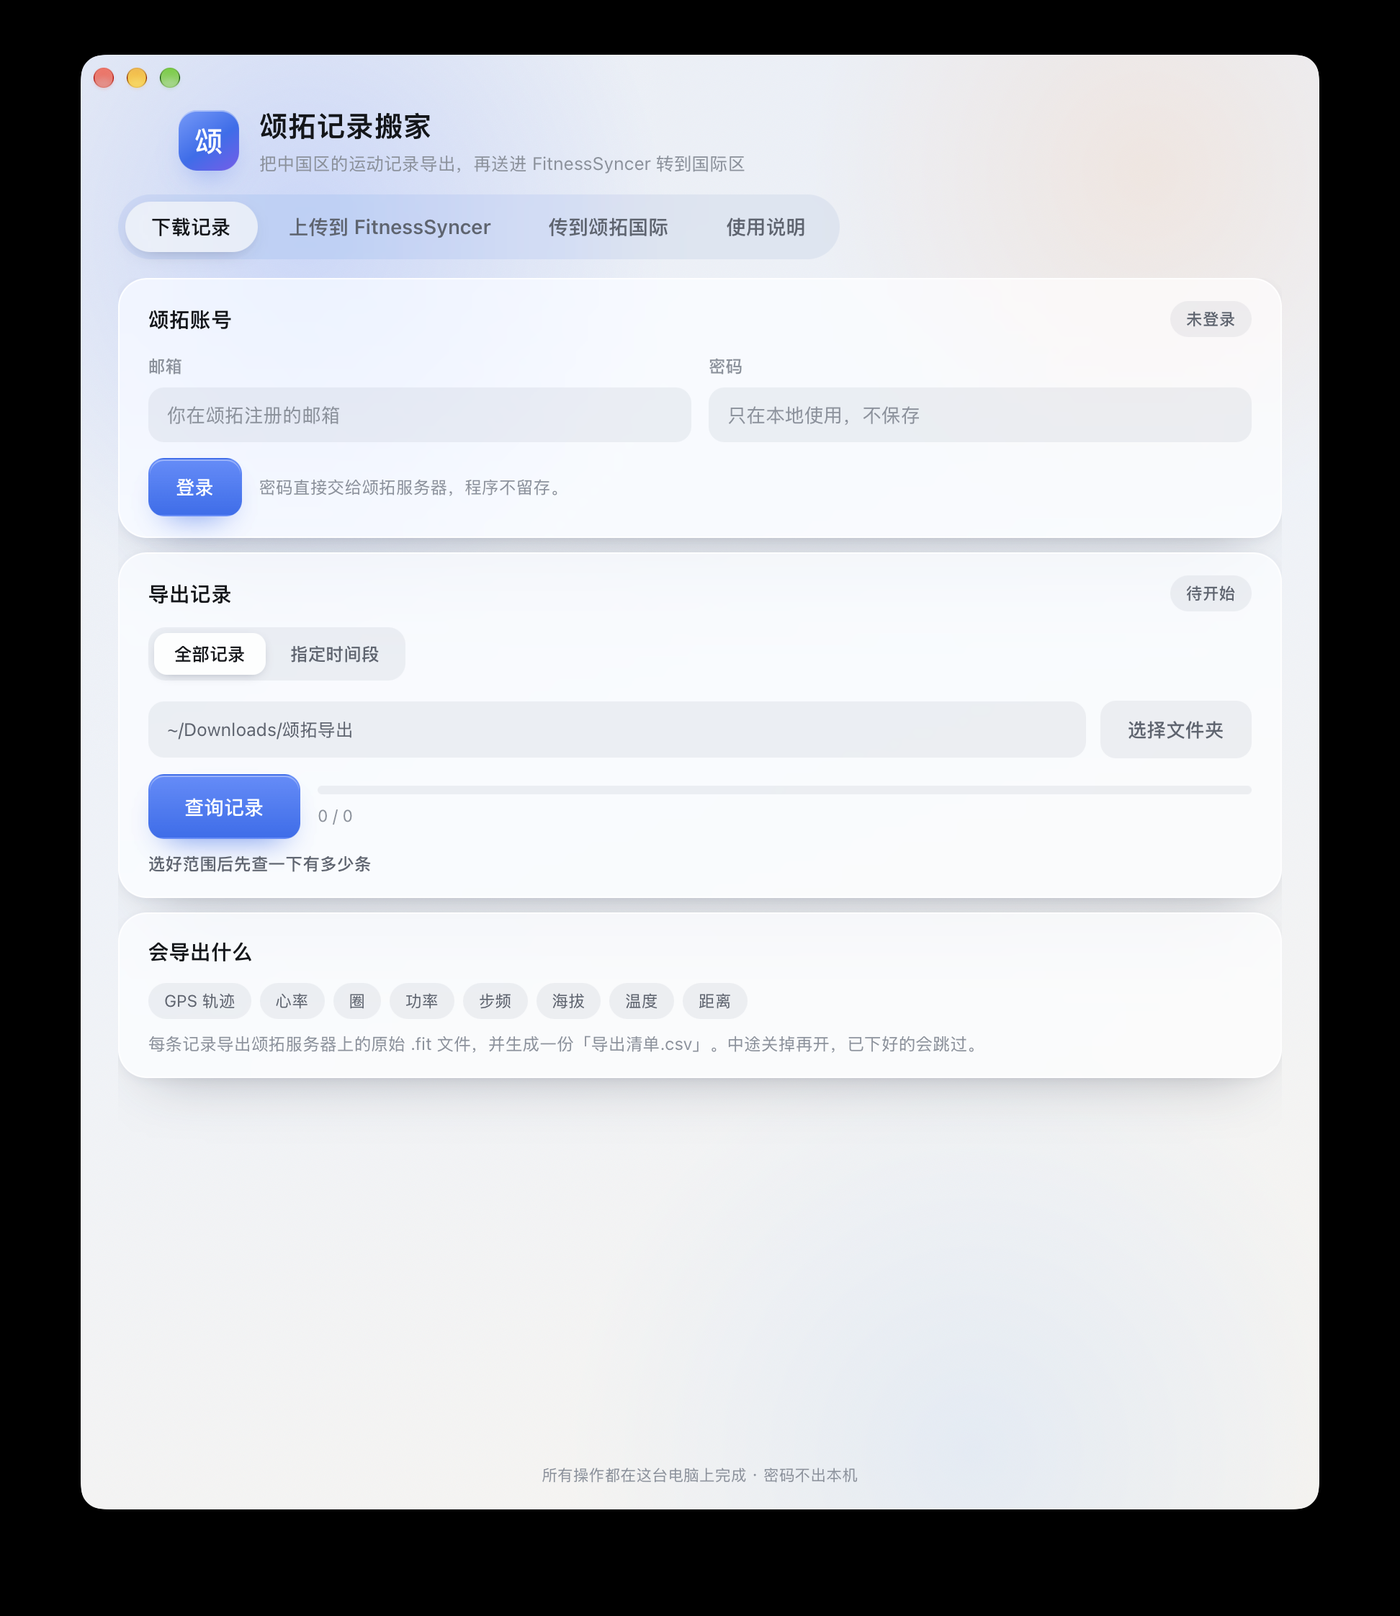 颂
颂拓记录搬家
把中国区的运动记录导出，再送进 FitnessSyncer 转到国际区
下载记录
上传到 FitnessSyncer
传到颂拓国际
使用说明
颂拓账号
未登录
邮箱
密码
你在颂拓注册的邮箱
只在本地使用，不保存
登录
密码直接交给颂拓服务器，程序不留存。
导出记录
待开始
全部记录
指定时间段
~/Downloads/颂拓导出
选择文件夹
查询记录
0 / 0
选好范围后先查一下有多少条
会导出什么
GPS 轨迹
心率
圈
功率
步频
海拔
温度
距离
每条记录导出颂拓服务器上的原始 .fit 文件，并生成一份「导出清单.csv」。中途关掉再开，已下好的会跳过。
所有操作都在这台电脑上完成 · 密码不出本机